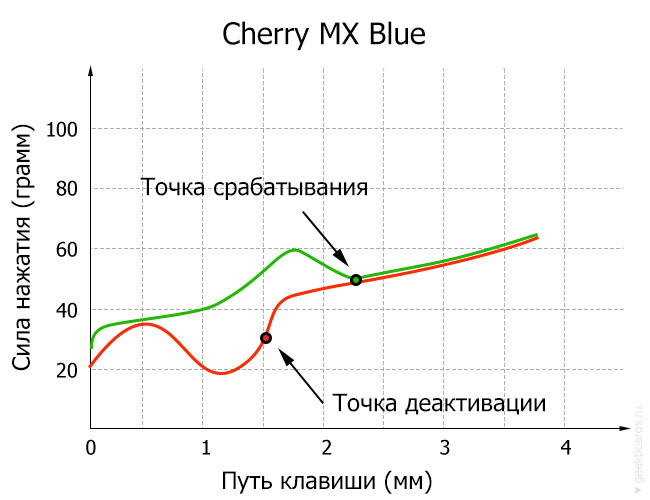 Cherry MX Blue
Сила нажатия (грамм)
100
80
60
40
20
Точка срабатывания
Точка деактивации
0 1 2 3 4
Путь клавиши (мм)
♥ geekboards.ru